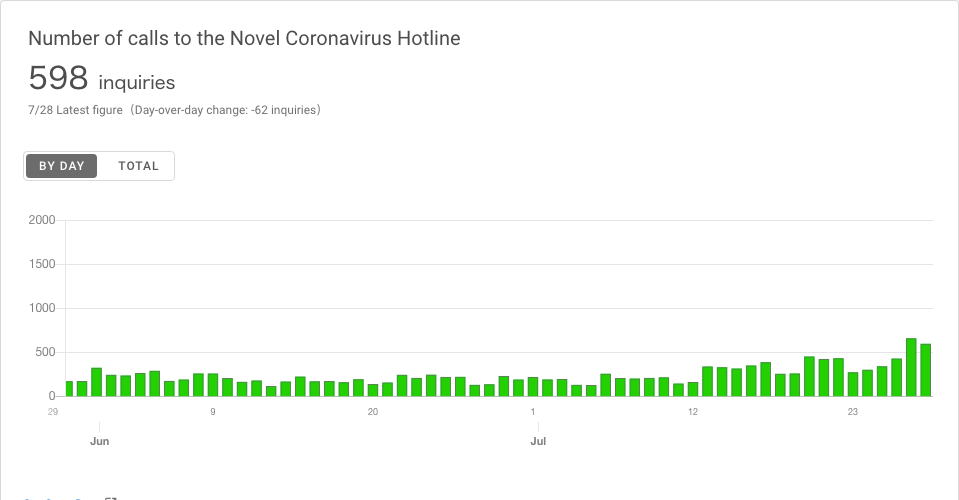 Number of calls to the Novel Coronavirus Hotline
598 inquiries
7/28 Latest figure（Day-over-day change: -62 inquiries）
BY DAY TOTAL
2000
1500
1000
500
0
29 9 20 1 12 23
Jun Jul